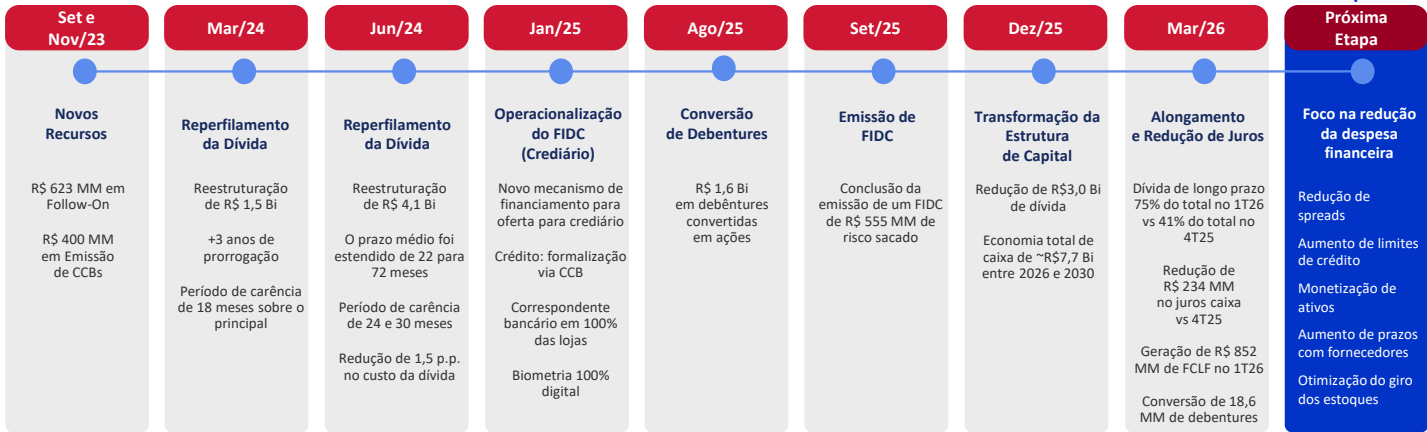 Set e
Nov/23
Novos
Recursos
R$ 623 MM em
Follow-On
R$ 400 MM
em Emissão
de CCBs
Mar/24
Reperfilamento
da Dívida
Reestruturação
de R$ 1,5 Bi
+3 anos de
prorrogação
Período de carência
de 18 meses sobre o
principal
Jun/24
Reperfilamento
da Dívida
Reestruturação
de R$ 4,1 Bi
O prazo médio foi
estendido de 22 para
72 meses
Período de carência
de 24 e 30 meses
Redução de 1,5 p.p.
no custo da dívida
Jan/25
Operacionalização
do FIDC
(Crediário)
Novo mecanismo de
financiamento para
oferta para crediário
Crédito: formalização
via CCB
Correspondente
bancário em 100%
das lojas
Biometria 100%
digital
Ago/25
Conversão
de Debentures
R$ 1,6 Bi
em debêntures
convertidas
em ações
Set/25
Emissão de
FIDC
Conclusão da
emissão de um FIDC
de R$ 555 MM de
risco sacado
Dez/25
Transformação da
Estrutura
de Capital
Redução de R$3,0 Bi
de dívida
Economia total de
caixa de ~R$7,7 Bi
entre 2026 e 2030
Mar/26
Alongamento
e Redução de Juros
Dívida de longo prazo
75% do total no 1T26
vs 41% do total no
4T25
Redução de
R$ 234 MM
no juros caixa
vs 4T25
Geração de R$ 852
MM de FCLF no 1T26
Conversão de 18,6
MM de debentures
Próxima
Etapa
Foco na redução
da despesa
financeira
Redução de
spreads
Aumento de limites
de crédito
Monetização de
ativos
Aumento de prazos
com fornecedores
Otimização do giro
dos estoques